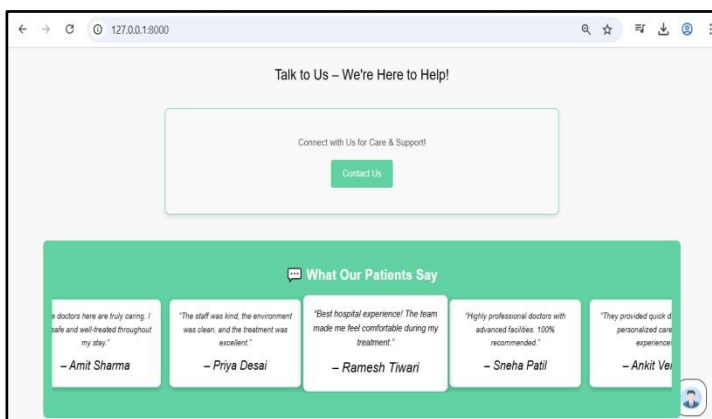 127.0.0.1:8000
Talk to Us – We're Here to Help!
Connect with Us for Care & Support!
Contact Us
💬 What Our Patients Say
doctors here are truly caring. I
afe and well-treated throughout
my stay."
– Amit Sharma
"The staff was kind, the environment
was clean, and the treatment was
excellent."
– Priya Desai
"Best hospital experience! The team
made me feel comfortable during my
treatment."
– Ramesh Tiwari
"Highly professional doctors with
advanced facilities. 100%
recommended."
– Sneha Patil
"They provided quick d
personalized care
experience!
– Ankit Ver